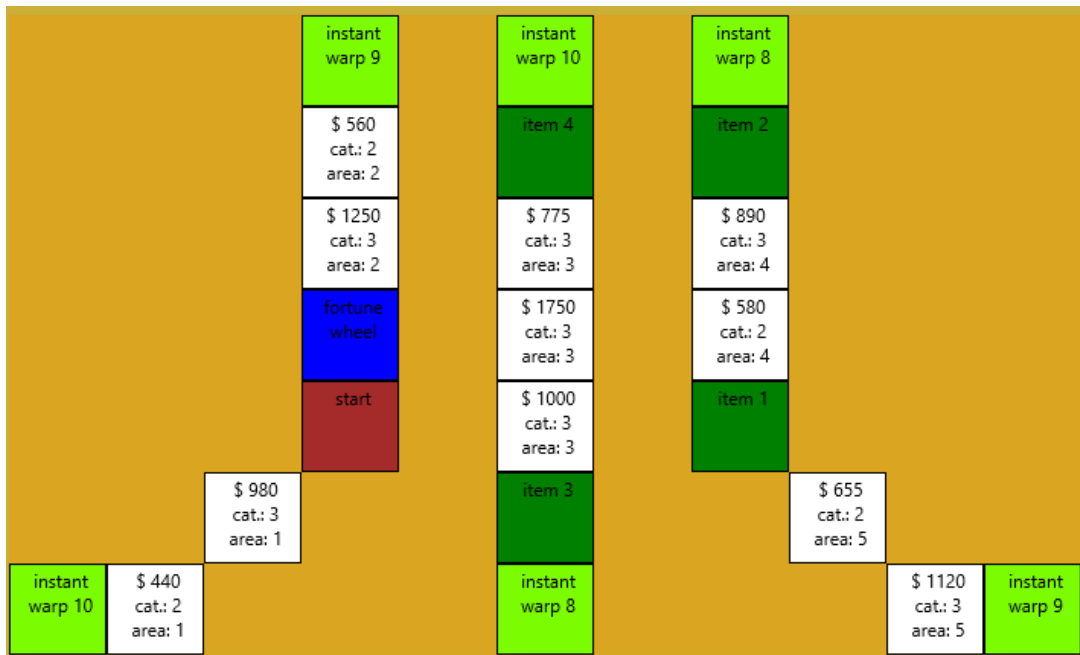 instant
warp 9
instant
warp 10
instant
warp 8
$ 560
cat.: 2
area: 2
item 4
item 2
$ 1250
cat.: 3
area: 2
$ 775
cat.: 3
area: 3
$ 890
cat.: 3
area: 4
fortune
wheel
$ 1750
cat.: 3
area: 3
$ 580
cat.: 2
area: 4
start
$ 1000
cat.: 3
area: 3
item 1
$ 980
cat.: 3
area: 1
item 3
$ 655
cat.: 2
area: 5
instant
warp 10
$ 440
cat.: 2
area: 1
instant
warp 8
$ 1120
cat.: 3
area: 5
instant
warp 9